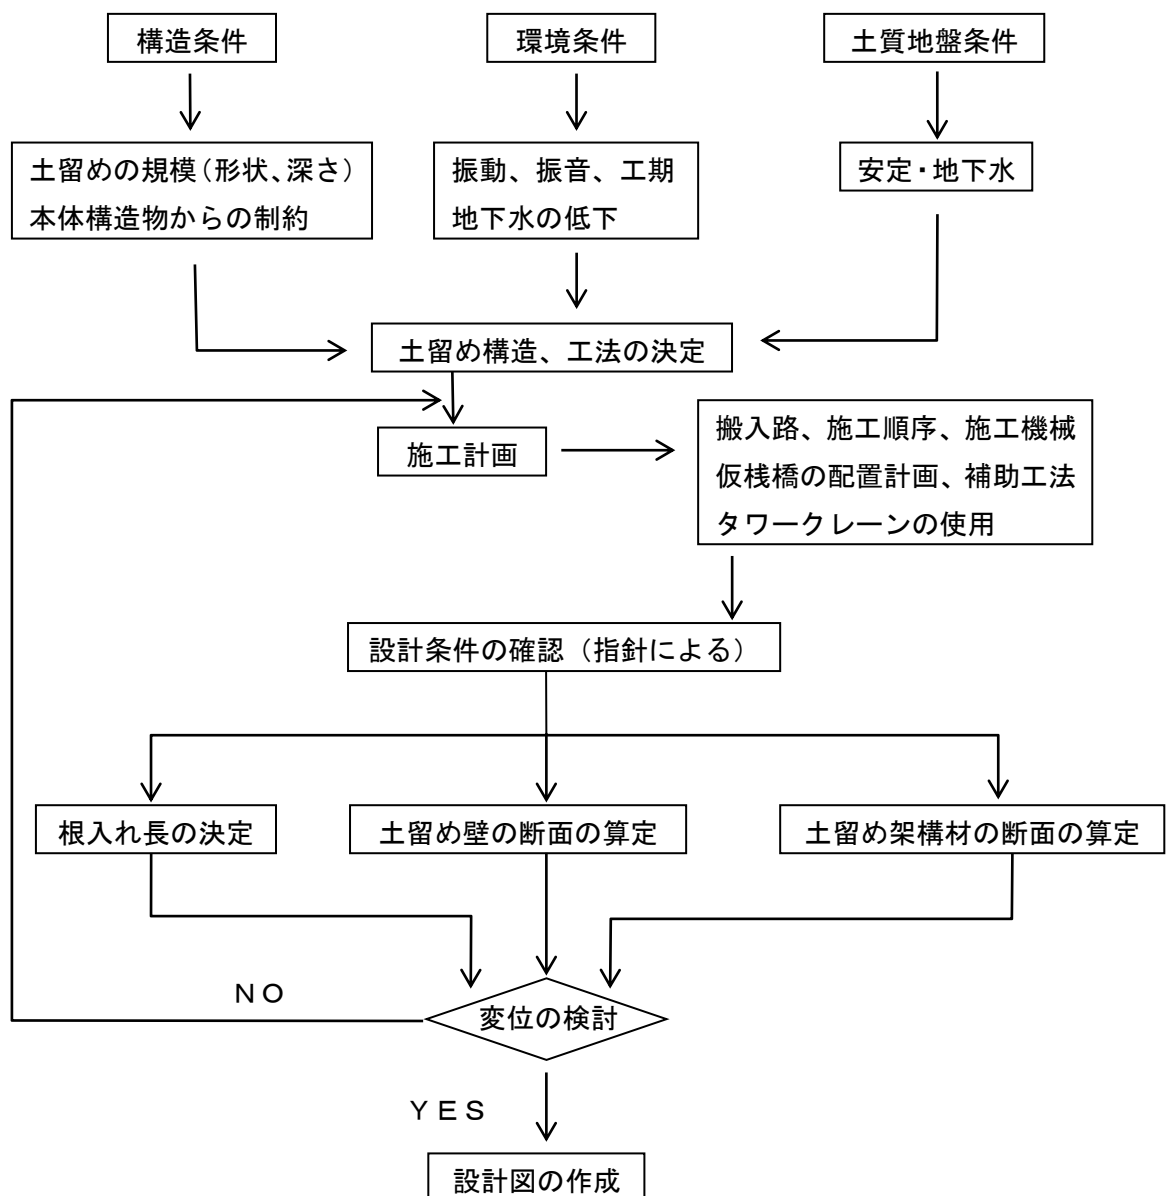 構造条件
環境条件
土質地盤条件
土留めの規模（形状、深さ）
本体構造物からの制約
振動、振音、工期
地下水の低下
安定・地下水
土留め構造、工法の決定
施工計画
搬入路、施工順序、施工機械
仮桟橋の配置計画、補助工法
タワークレーンの使用
設計条件の確認（指針による）
根入れ長の決定
土留め壁の断面の算定
土留め架構材の断面の算定
ＮＯ
変位の検討
ＹＥＳ
設計図の作成